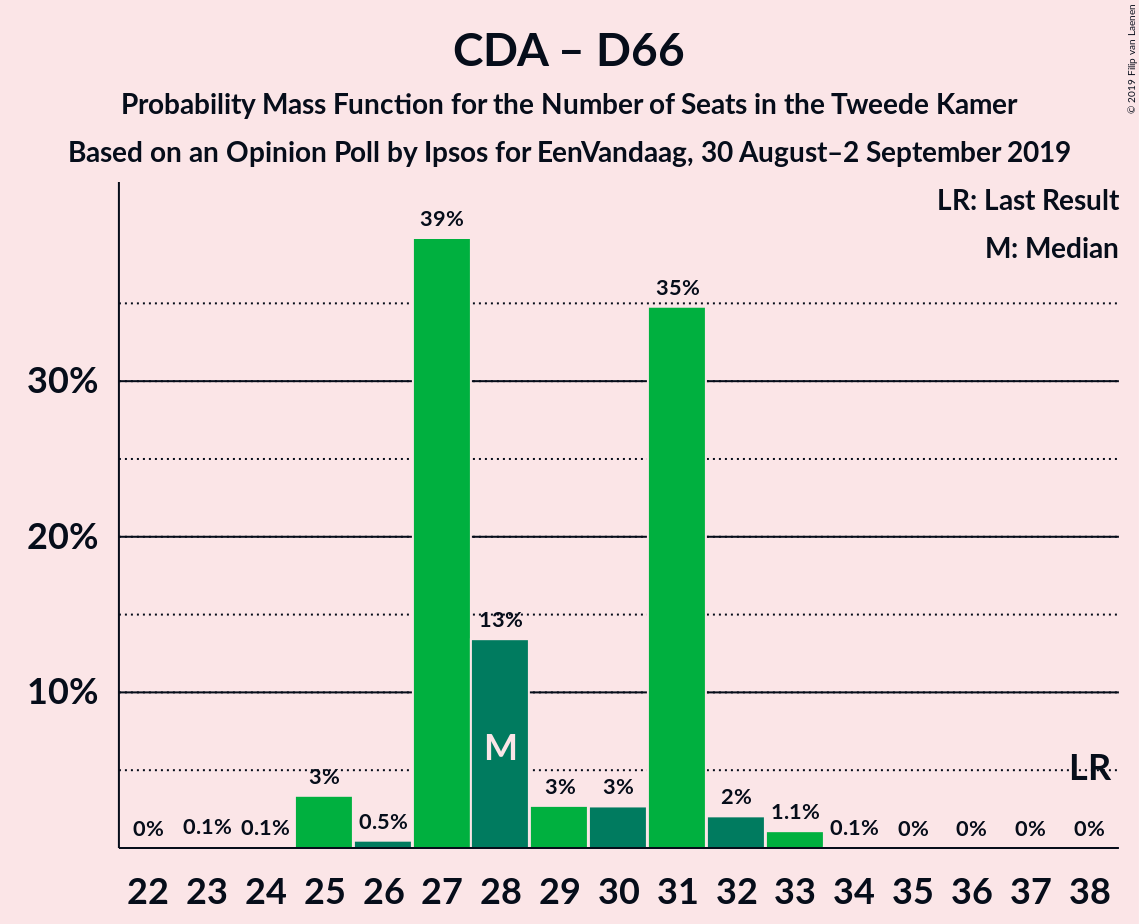 CDA – D66
Probability Mass Function for the Number of Seats in the Tweede Kamer
Based on an Opinion Poll by Ipsos for EenVandaag, 30 August–2 September 2019
© 2019 Filip van Laenen
LR: Last Result
M: Median
39%
35%
30%
20%
13%
10%
M
LR
0% 0.1% 0.1% 3% 0.5% 3% 3% 2% 1.1% 0.1% 0% 0% 0% 0%
22 23 24 25 26 27 28 29 30 31 32 33 34 35 36 37 38